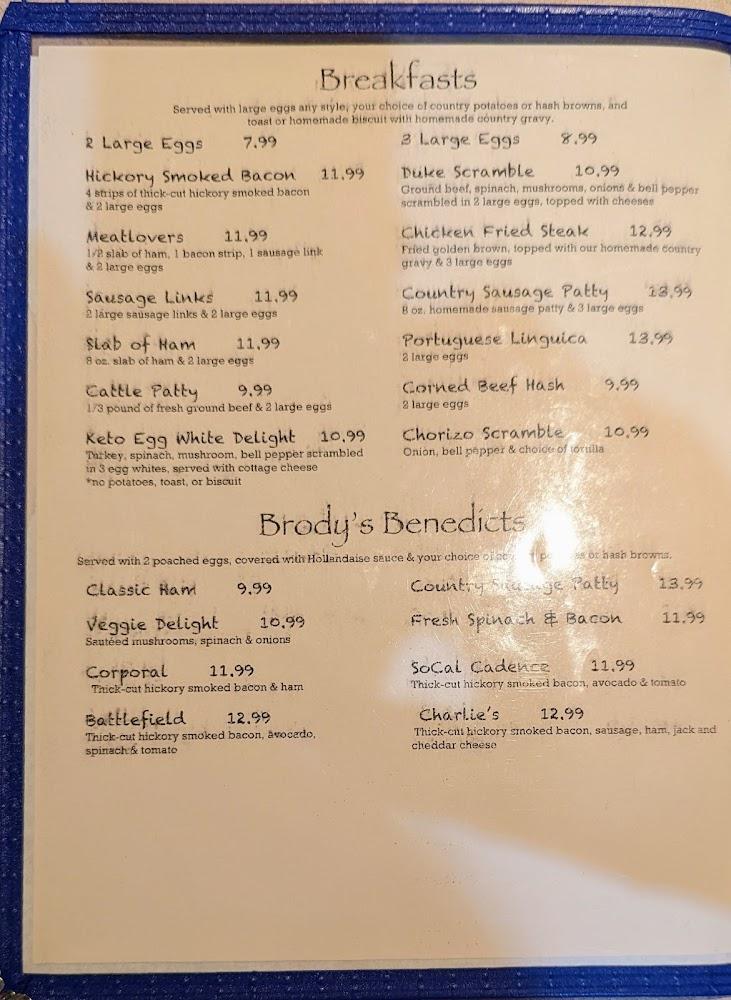 Breakfasts
Served with large eggs any style, your choice of country potatoes or hash browns, and
toast or homemade biscuit with homemade country gravy.
2 Large Eggs 7.99
Hickory Smoked Bacon 11.99
4 strips of thick-cut hickory smoked bacon
& 2 large eggs
Meatlovers 11.99
1/2 slab of ham, 1 bacon strip, 1 sausage link
& 2 large eggs
Sausage Links 11.99
2 large sausage links & 2 large eggs
Slab of Ham 11.99
8 oz. slab of ham & 2 large eggs
Cattle Patty 9.99
1/3 pound of fresh ground beef & 2 large eggs
Keto Egg White Delight 10.99
Turkey, spinach, mushroom, bell pepper scrambled
in 3 egg whites, served with cottage cheese
*no potatoes, toast, or biscuit
3 Large Eggs 8.99
Duke Scramble 10.99
Ground beef, spinach, mushrooms, onions & bell pepper
scrambled in 2 large eggs, topped with cheeses
Chicken Fried Steak 12.99
Fried golden brown, topped with our homemade country
gravy & 3 large eggs
Country Sausage Patty 13.99
8 oz. homemade sausage patty & 3 large eggs
Portuguese Linguica 13.99
2 large eggs
Corned Beef Hash 9.99
2 large eggs
Chorizo Scramble 10.99
Onion, bell pepper & choice of tortilla
Brody's Benedicts
Served with 2 poached eggs, covered with Hollandaise sauce & your choice of or hash browns.
Classic Ham 9.99
Veggie Delight 10.99
Sautéed mushrooms, spinach & onions
Corporal 11.99
Thick-cut hickory smoked bacon & ham
Battlefield 12.99
Thick-cut hickory smoked bacon, avocado,
spinach & tomato
Country Sausage Patty 13.99
Fresh Spinach & Bacon 11.99
SoCal Cadence 11.99
Thick-cut hickory smoked bacon, avocado & tomato
Charlie's 12.99
Thick-cut hickory smoked bacon, sausage, ham, jack and
cheddar cheese